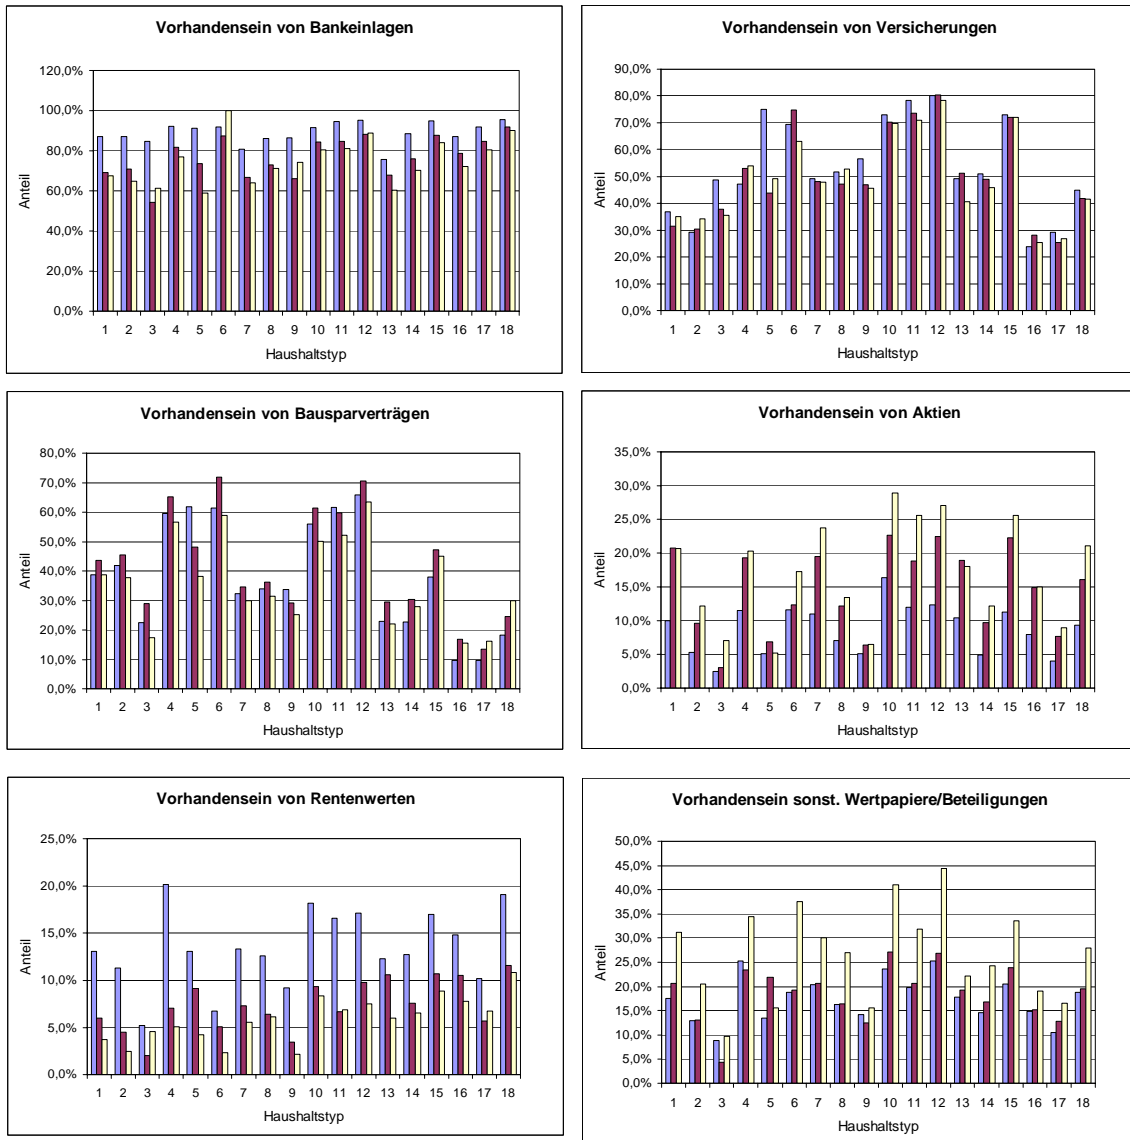 Vorhandensein von Bankeinlagen
120,0%
100,0%
80,0%
60,0%
40,0%
20,0%
0,0%
Anteil
1 2 3 4 5 6 7 8 9 10 11 12 13 14 15 16 17 18
Haushaltstyp
Vorhandensein von Versicherungen
90,0%
80,0%
70,0%
60,0%
50,0%
40,0%
30,0%
20,0%
10,0%
0,0%
Anteil
1 2 3 4 5 6 7 8 9 10 11 12 13 14 15 16 17 18
Haushaltstyp
Vorhandensein von Bausparverträgen
80,0%
70,0%
60,0%
50,0%
40,0%
30,0%
20,0%
10,0%
0,0%
Anteil
1 2 3 4 5 6 7 8 9 10 11 12 13 14 15 16 17 18
Haushaltstyp
Vorhandensein von Aktien
35,0%
30,0%
25,0%
20,0%
15,0%
10,0%
5,0%
0,0%
Anteil
1 2 3 4 5 6 7 8 9 10 11 12 13 14 15 16 17 18
Haushaltstyp
Vorhandensein von Rentenwerten
25,0%
20,0%
15,0%
10,0%
5,0%
0,0%
Anteil
1 2 3 4 5 6 7 8 9 10 11 12 13 14 15 16 17 18
Haushaltstyp
Vorhandensein sonst. Wertpapiere/Beteiligungen
50,0%
45,0%
40,0%
35,0%
30,0%
25,0%
20,0%
15,0%
10,0%
5,0%
0,0%
Anteil
1 2 3 4 5 6 7 8 9 10 11 12 13 14 15 16 17 18
Haushaltstyp